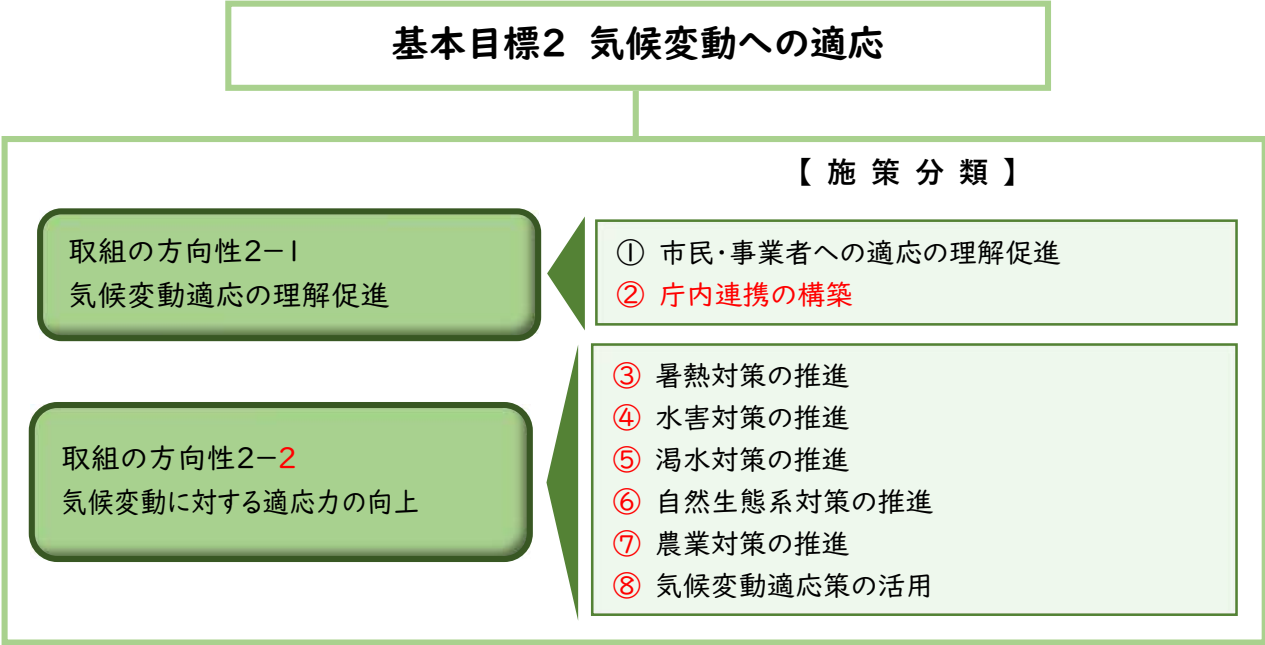 基本目標2 気候変動への適応
【 施 策 分 類 】
取組の方向性2－1
気候変動適応の理解促進
① 市民・事業者への適応の理解促進
② 庁内連携の構築
取組の方向性2－2
気候変動に対する適応力の向上
③ 暑熱対策の推進
④ 水害対策の推進
⑤ 渇水対策の推進
⑥ 自然生態系対策の推進
⑦ 農業対策の推進
⑧ 気候変動適応策の活用